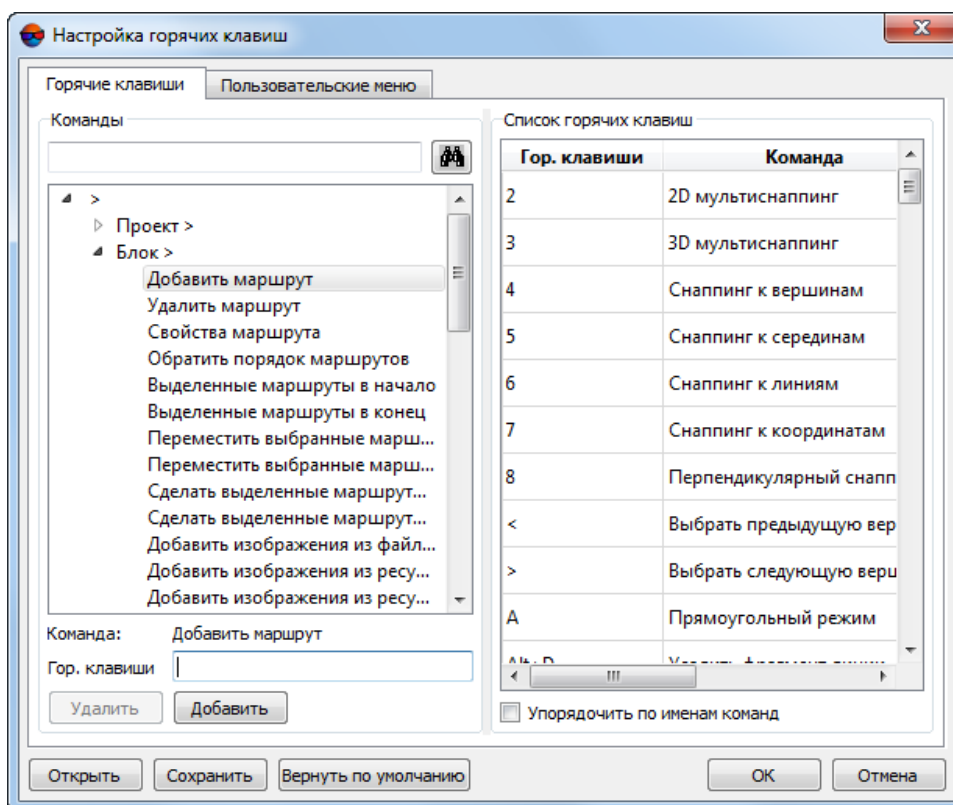 Настройка горячих клавиш
Горячие клавиши
Пользовательские меню
Команды
>
Проект >
Блок >
Добавить маршрут
Удалить маршрут
Свойства маршрута
Обратить порядок маршрутов
Выделенные маршруты в начало
Выделенные маршруты в конец
Переместить выбранные марш...
Переместить выбранные марш...
Сделать выделенные маршрут...
Сделать выделенные маршрут...
Добавить изображения из файл...
Добавить изображения из ресу...
Добавить изображения из ресу...
Команда: Добавить маршрут
Гор. клавиши
Удалить Добавить
Список горячих клавиш
Гор. клавиши Команда
2 2D мультиснаппинг
3 3D мультиснаппинг
4 Снаппинг к вершинам
5 Снаппинг к серединам
6 Снаппинг к линиям
7 Снаппинг к координатам
8 Перпендикулярный снапп
< Выбрать предыдущую вер
> Выбрать следующую верш
A Прямоугольный режим
Упорядочить по именам команд
Открыть Сохранить Вернуть по умолчанию OK Отмена